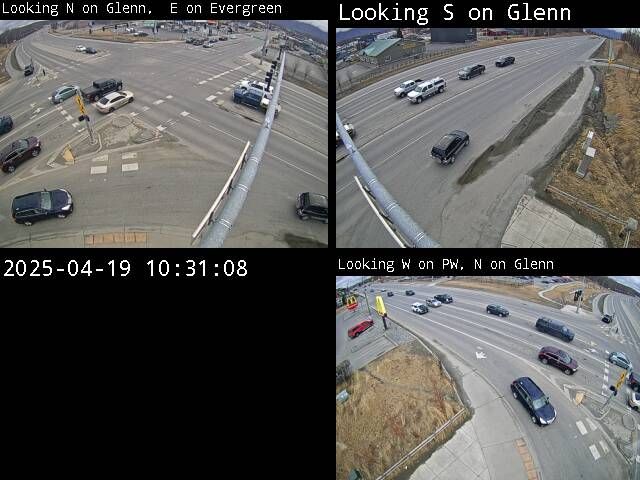 Looking N on Glenn,  E on Evergreen
Looking S on Glenn
2025-04-19 10:31:08
Looking W on PW, N on Glenn